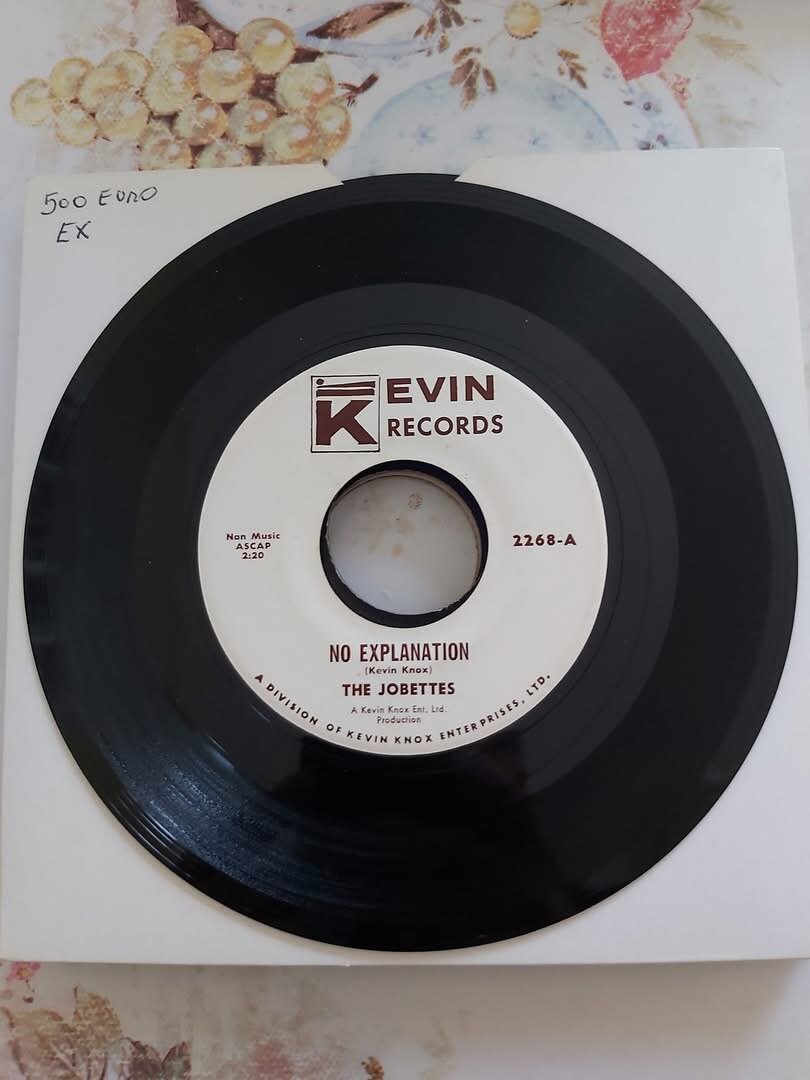 500 EURO
EX
KEVIN
RECORDS
Nan Music
ASCAP
2:20
2268-A
NO EXPLANATION
(Kevin Knox)
THE JOBETTES
A Kevin Knox Ent. Ltd.
Production
A DIVISION OF KEVIN KNOX ENTERPRISES, LTD.